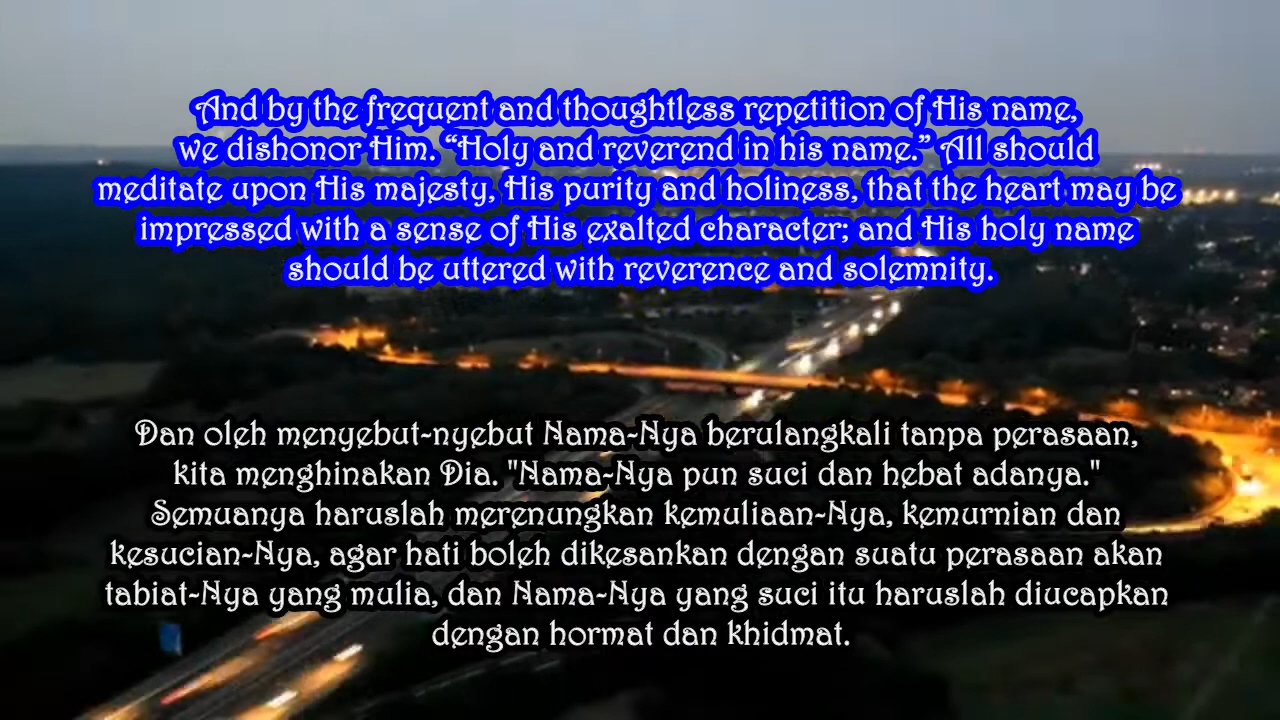 And by the frequent and thoughtless repetition of His name,
we dishonor Him. “Holy and reverend in his name.” All should
meditate upon His majesty, His purity and holiness, that the heart may be
impressed with a sense of His exalted character; and His holy name
should be uttered with reverence and solemnity.
Dan oleh menyebut-nyebut Nama-Nya berulangkali tanpa perasaan,
kita menghinakan Dia. "Nama-Nya pun suci dan hebat adanya."
Semuanya haruslah merenungkan kemuliaan-Nya, kemurnian dan
kesucian-Nya, agar hati boleh dikesankan dengan suatu perasaan akan
tabiat-Nya yang mulia, dan Nama-Nya yang suci itu haruslah diucapkan
dengan hormat dan khidmat.